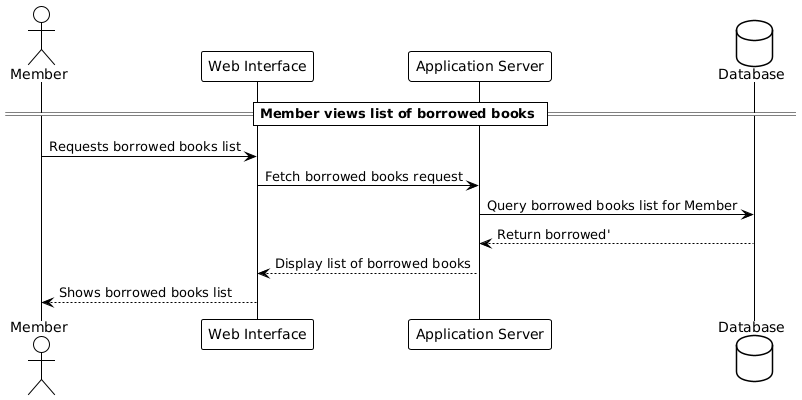 Member
Web Interface
Application Server
Database
Member views list of borrowed books
Requests borrowed books list
Fetch borrowed books request
Query borrowed books list for Member
Return borrowed'
Display list of borrowed books
Shows borrowed books list
Member
Web Interface
Application Server
Database